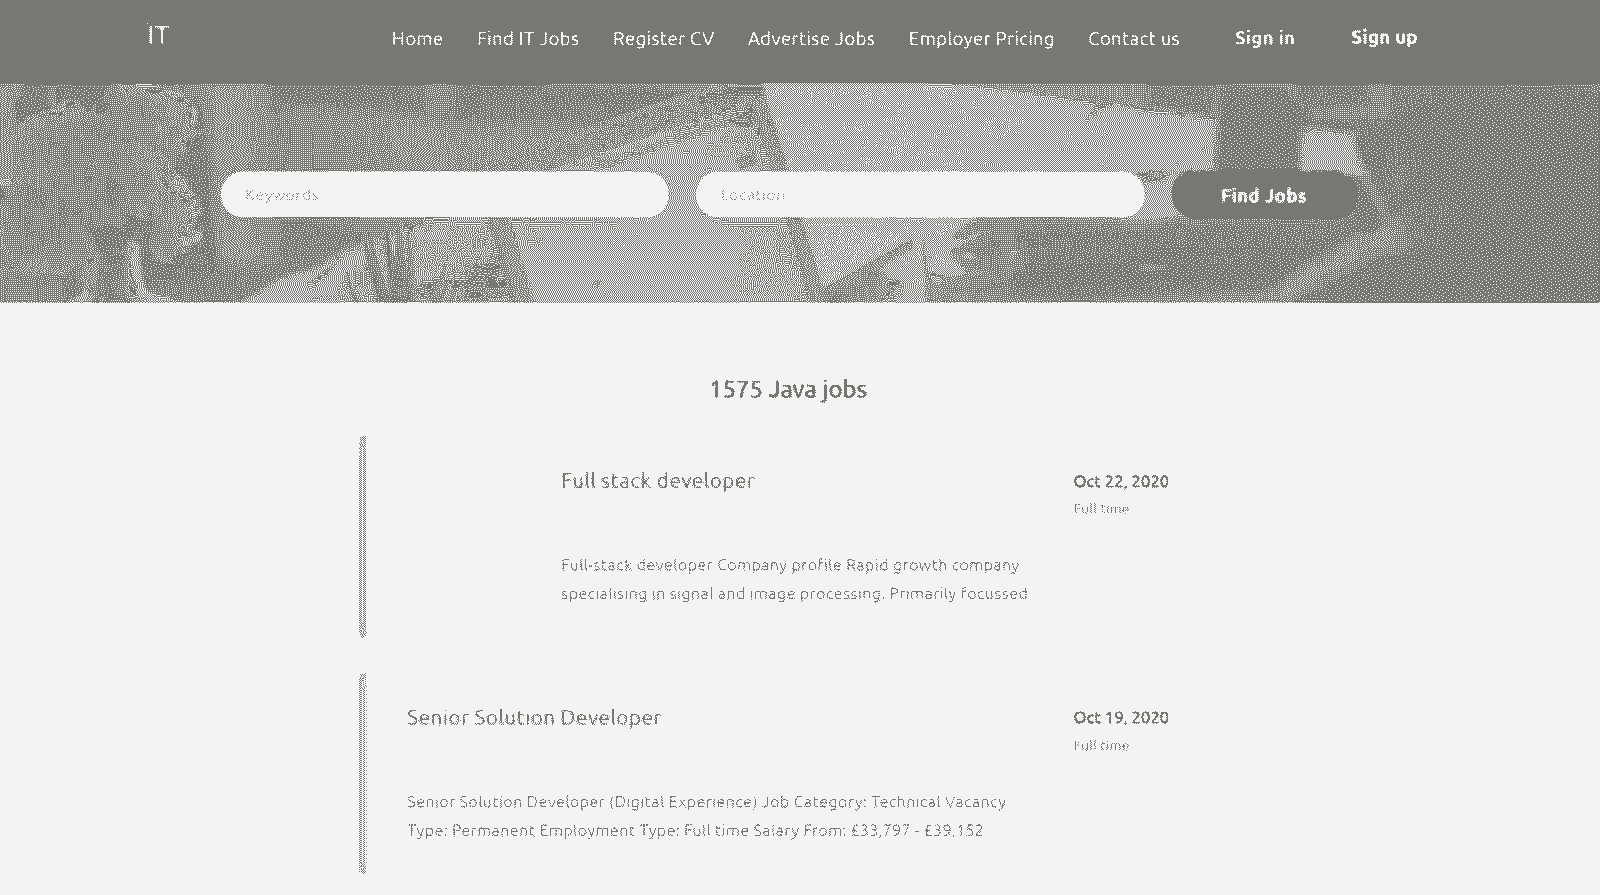 IT
Home Find IT Jobs Register CV Advertise Jobs Employer Pricing Contact us Sign in Sign up
Keywords Location Find Jobs
1575 Java jobs
Full stack developer Oct 22, 2020
Full time
Full-stack developer Company profile Rapid growth company
specialising in signal and image processing. Primarily focussed
Senior Solution Developer Oct 19, 2020
Full time
Senior Solution Developer (Digital Experience) Job Category: Technical Vacancy
Type: Permanent Employment Type: Full time Salary From: £33,797 - £39,152